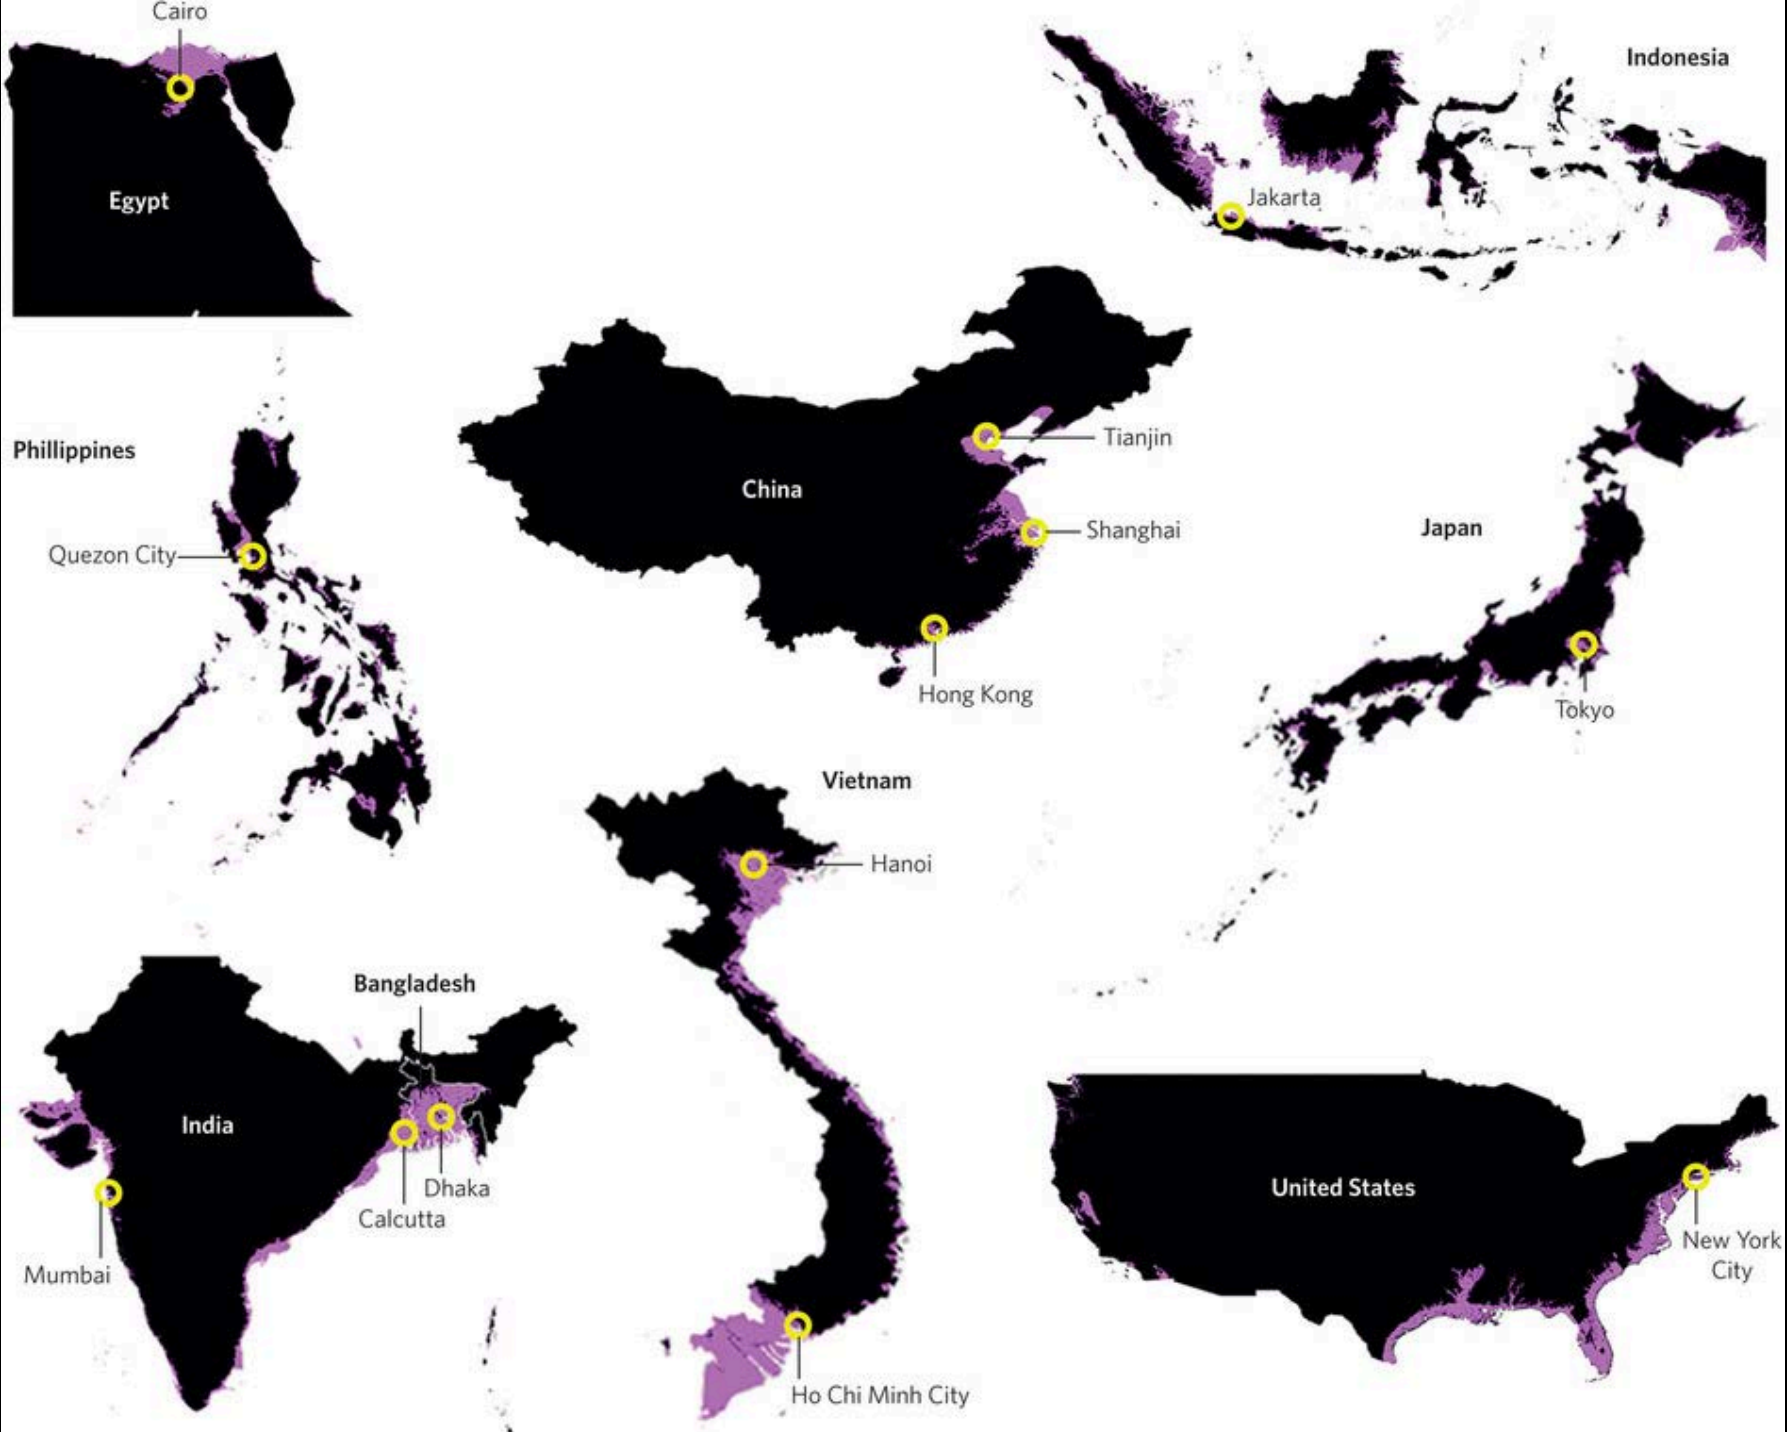 Cairo
Indonesia
Jakarta
Egypt
Phillippines
Tianjin
China
Shanghai
Japan
Quezon City
Hong Kong
Tokyo
Vietnam
Hanoi
Bangladesh
India
United States
Dhaka
Calcutta
New York
City
Mumbai
Ho Chi Minh City